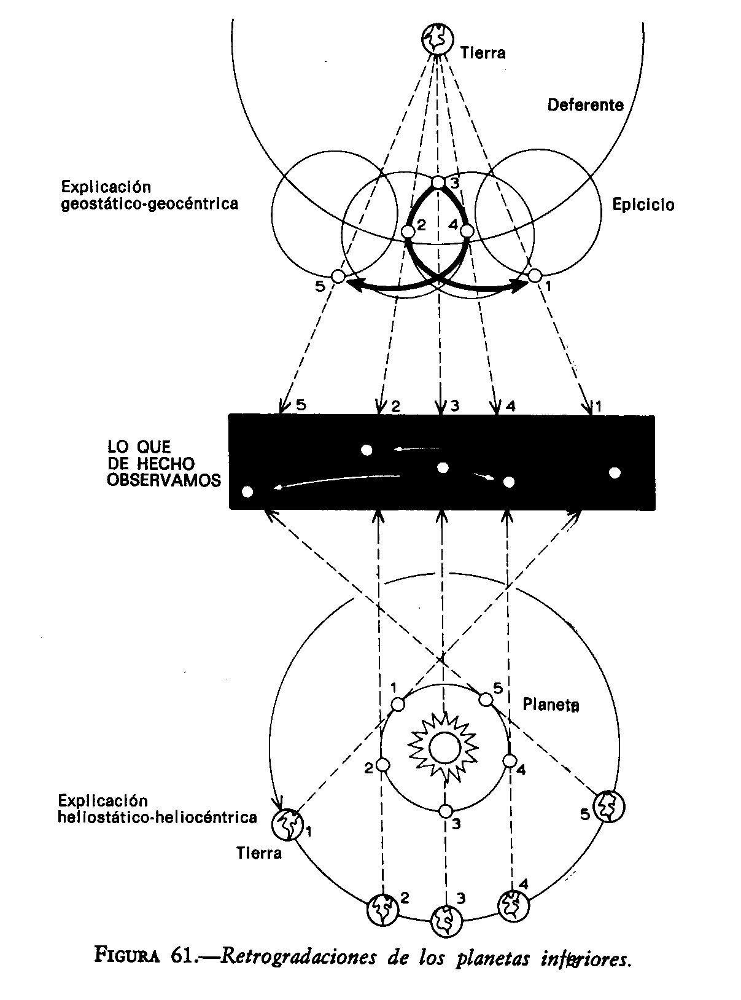 Tierra
Deferente
Explicación
geostático-geocéntrica
Epiciclo
3
2
4
5
1
5
2
3
4
1
LO QUE
DE HECHO
OBSERVAMOS
1
5
Planeta
2
4
Explicación
heliostático-heliocéntrica
3
5
1
Tierra
2
3
4
FIGURA 61.—Retrogradaciones de los planetas inferiores.